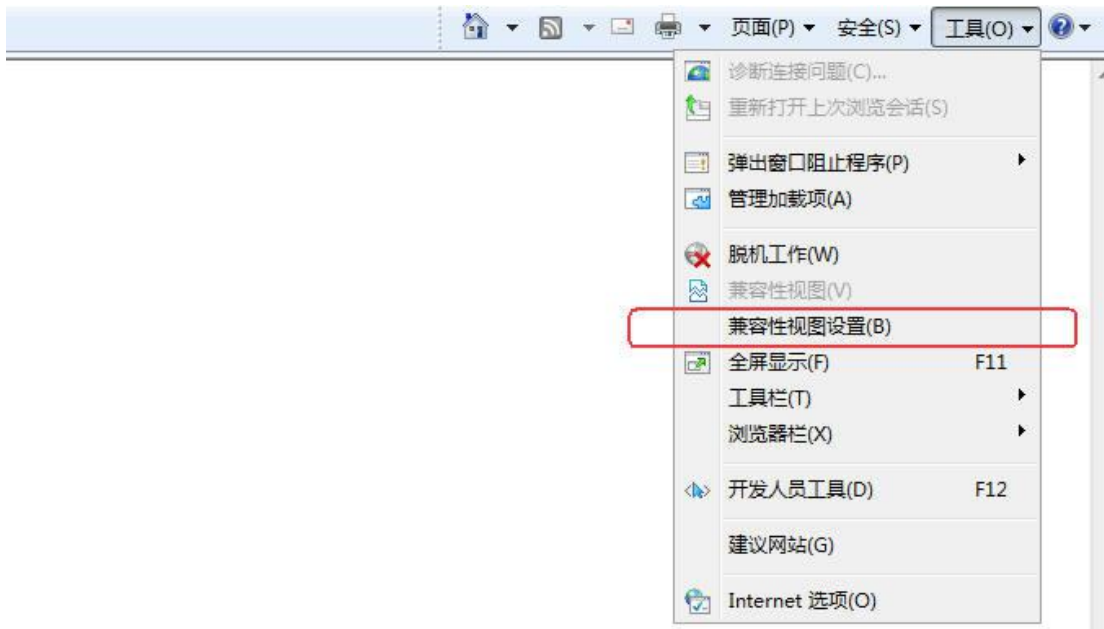 页面(P) 安全(S) 工具(O)
诊断连接问题(C)...
重新打开上次浏览会话(S)
弹出窗口阻止程序(P)
管理加载项(A)
脱机工作(W)
兼容性视图(V)
兼容性视图设置(B)
全屏显示(F) F11
工具栏(T)
浏览器栏(X)
开发人员工具(D) F12
建议网站(G)
Internet 选项(O)